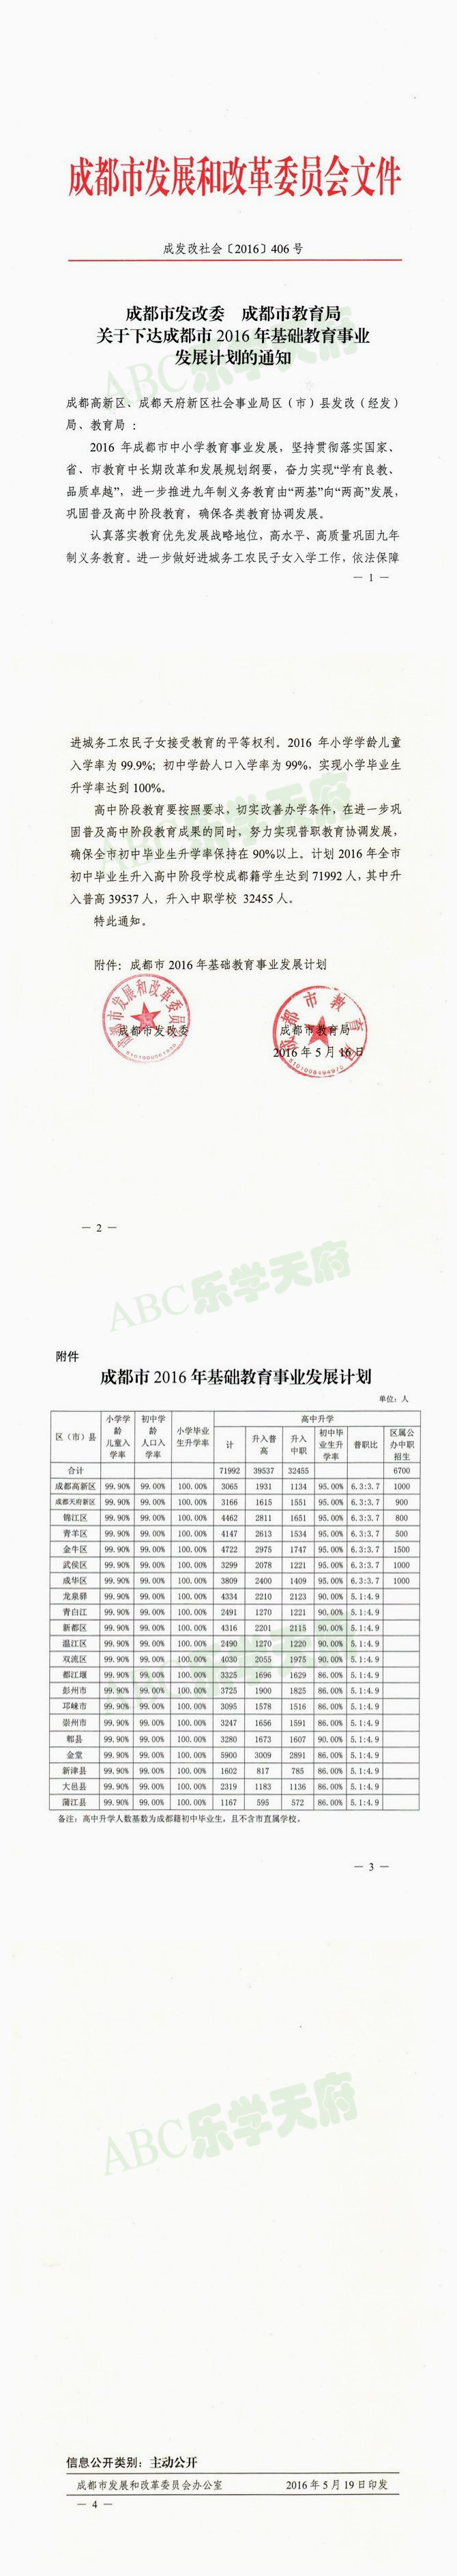 成都市发展和改革委员会文件
成发改社会〔2016〕406 号
成都市发改委 成都市教育局
关于下达成都市 2016 年基础教育事业
发展计划的通知
成都高新区、成都天府新区社会事业局区（市）县发改（经发）
局、教育局 ：
2016 年成都市中小学教育事业发展，坚持贯彻落实国家、
省、市教育中长期改革和发展规划纲要，奋力实现“学有良教、
品质卓越”，进一步推进九年制义务教育由“两基”向“两高”发展，
巩固普及高中阶段教育，确保各类教育协调发展。
认真落实教育优先发展战略地位，高水平、高质量巩固九年
制义务教育。进一步做好进城务工农民子女入学工作，依法保障
— 1 —
进城务工农民子女接受教育的平等权利。2016 年小学学龄儿童
入学率为 99.9%；初中学龄人口入学率为 99%，实现小学毕业生
升学率达到 100%。
高中阶段教育要按照要求，切实改善办学条件，在进一步巩
固普及高中阶段教育成果的同时，努力实现普职教育协调发展，
确保全市初中毕业生升学率保持在 90%以上。计划 2016 年全市
初中毕业生升入高中阶段学校成都籍学生达到 71992 人，其中升
入普高 39537 人，升入中职学校 32455 人。
特此通知。
附件：成都市 2016 年基础教育事业发展计划
成都市发改委 成都市教育局
2016 年 5 月 16 日
— 2 —
ABC乐学天府
附件
成都市 2016 年基础教育事业发展计划
单位：人
区（市）县 小学学龄儿童入学率 初中学龄人口入学率 小学毕业生升学率 高中升学
计 升入普高 升入中职 初中毕业生升学率 普职比 区属公办中职招生
合计 71992 39537 32455 6700
成都高新区 99.90% 99.00% 100.00% 3065 1931 1134 95.00% 6.3:3.7 1000
成都天府新区 99.90% 99.00% 100.00% 3166 1615 1551 95.00% 6.3:3.7 900
锦江区 99.90% 99.00% 100.00% 4462 2811 1651 95.00% 6.3:3.7 800
青羊区 99.90% 99.00% 100.00% 4147 2613 1534 95.00% 6.3:3.7 500
金牛区 99.90% 99.00% 100.00% 4722 2975 1747 95.00% 6.3:3.7 1500
武侯区 99.90% 99.00% 100.00% 3299 2078 1221 95.00% 6.3:3.7 1000
成华区 99.90% 99.00% 100.00% 3809 2400 1409 95.00% 6.3:3.7 1000
龙泉驿 99.90% 99.00% 100.00% 4334 2210 2123 90.00% 5.1:4.9
青白江 99.90% 99.00% 100.00% 2491 1270 1221 90.00% 5.1:4.9
新都区 99.90% 99.00% 100.00% 4316 2201 2115 90.00% 5.1:4.9
温江区 99.90% 99.00% 100.00% 2490 1270 1220 90.00% 5.1:4.9
双流区 99.90% 99.00% 100.00% 4030 2055 1975 90.00% 5.1:4.9
都江堰 99.90% 99.00% 100.00% 3325 1696 1629 86.00% 5.1:4.9
彭州市 99.90% 99.00% 100.00% 3725 1900 1825 86.00% 5.1:4.9
邛崃市 99.90% 99.00% 100.00% 3095 1578 1516 86.00% 5.1:4.9
崇州市 99.90% 99.00% 100.00% 3247 1656 1591 86.00% 5.1:4.9
郫县 99.90% 99.00% 100.00% 3280 1673 1607 90.00% 5.1:4.9
金堂 99.90% 99.00% 100.00% 5900 3009 2891 86.00% 5.1:4.9
新津县 99.90% 99.00% 100.00% 1602 817 785 86.00% 5.1:4.9
大邑县 99.90% 99.00% 100.00% 2319 1183 1136 86.00% 5.1:4.9
蒲江县 99.90% 99.00% 100.00% 1167 595 572 86.00% 5.1:4.9
备注：高中升学人数基数为成都籍初中毕业生，且不含市直属学校。
— 3 —
ABC乐学天府
信息公开类别：主动公开
成都市发展和改革委员会办公室 2016 年 5 月 19 日印发
— 4 —